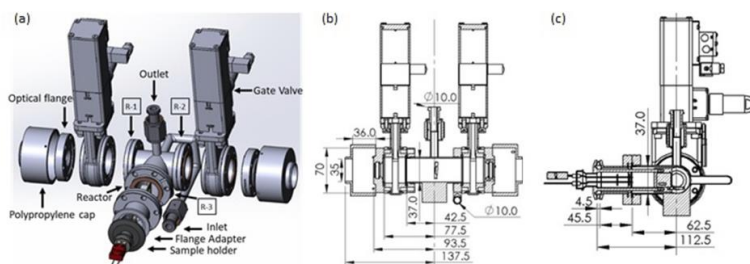 (a)
Outlet
Optical flange
R-1
R-2
Gate Valve
Reactor
R-3
Polypropylene cap
Inlet
Flange Adapter
Sample holder
(b)
∅10.0
36.0
70
35
37.0
42.5
∅10.0
77.5
93.5
137.5
(c)
37.0
4.5
45.5
62.5
112.5